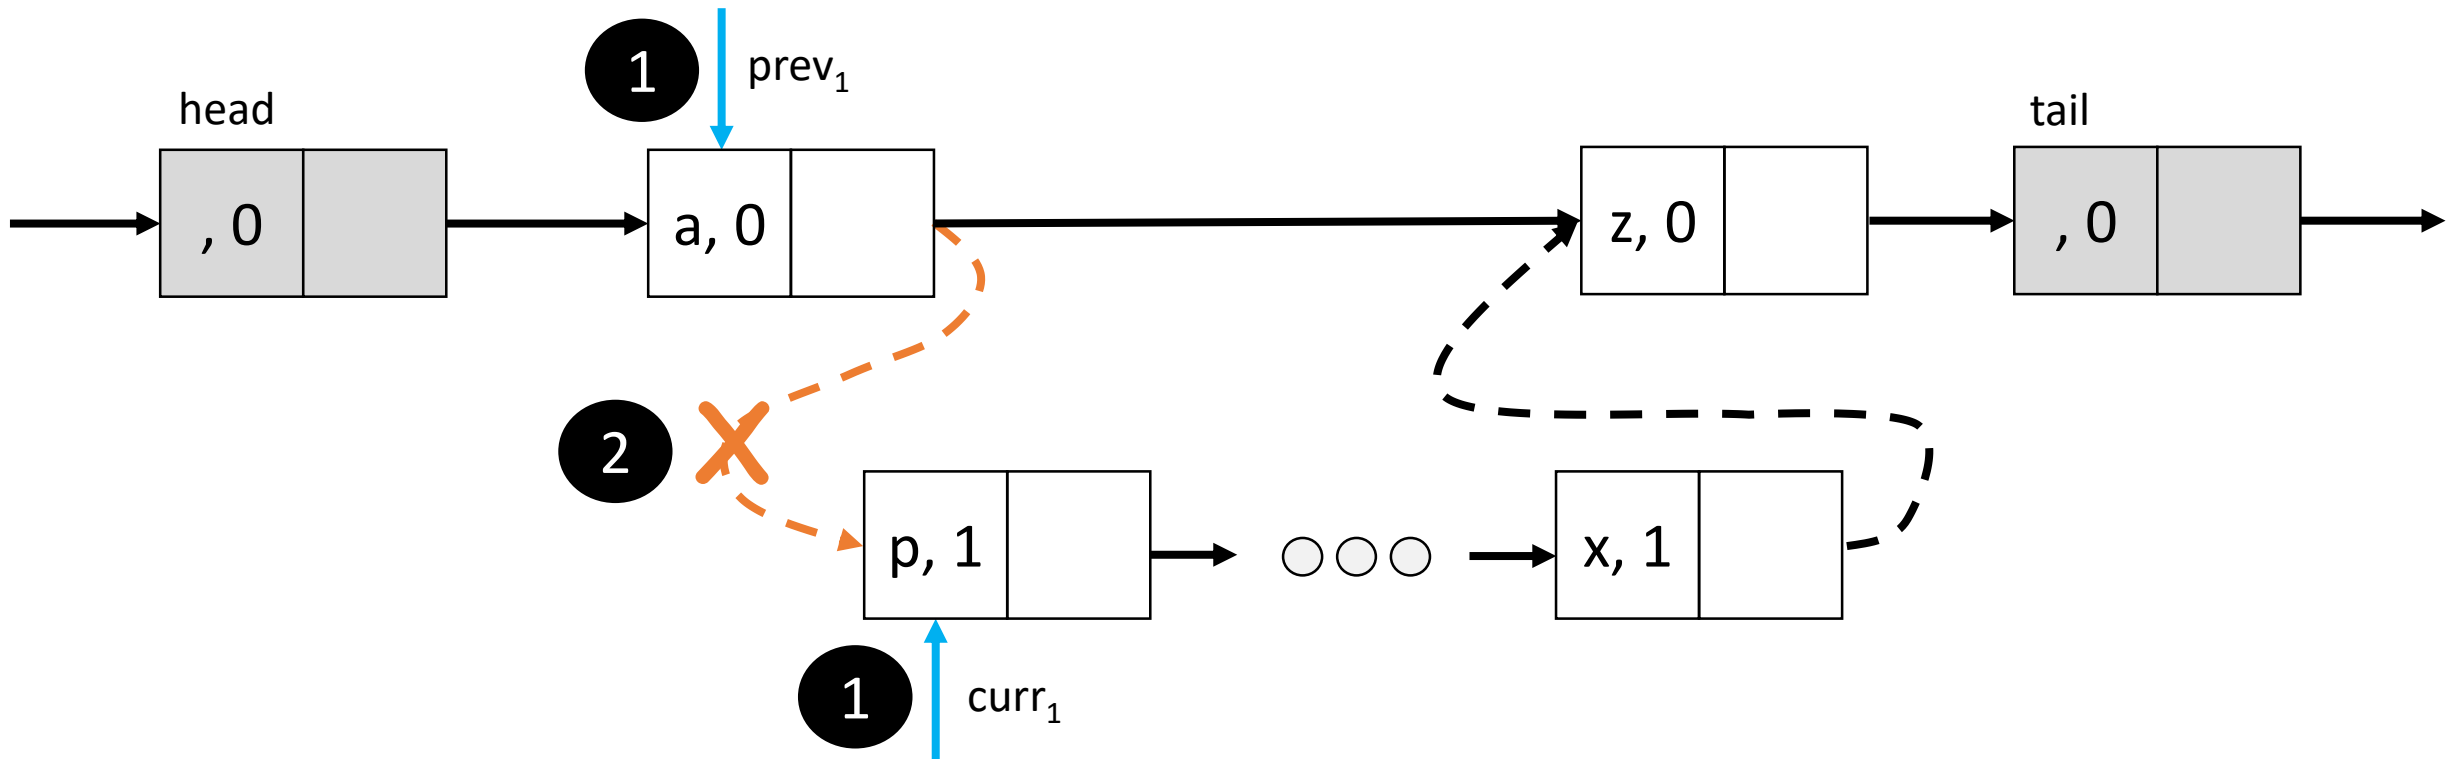 1
prev1
head
tail
, 0
a, 0
z, 0
, 0
2
p, 1
x, 1
1
curr1